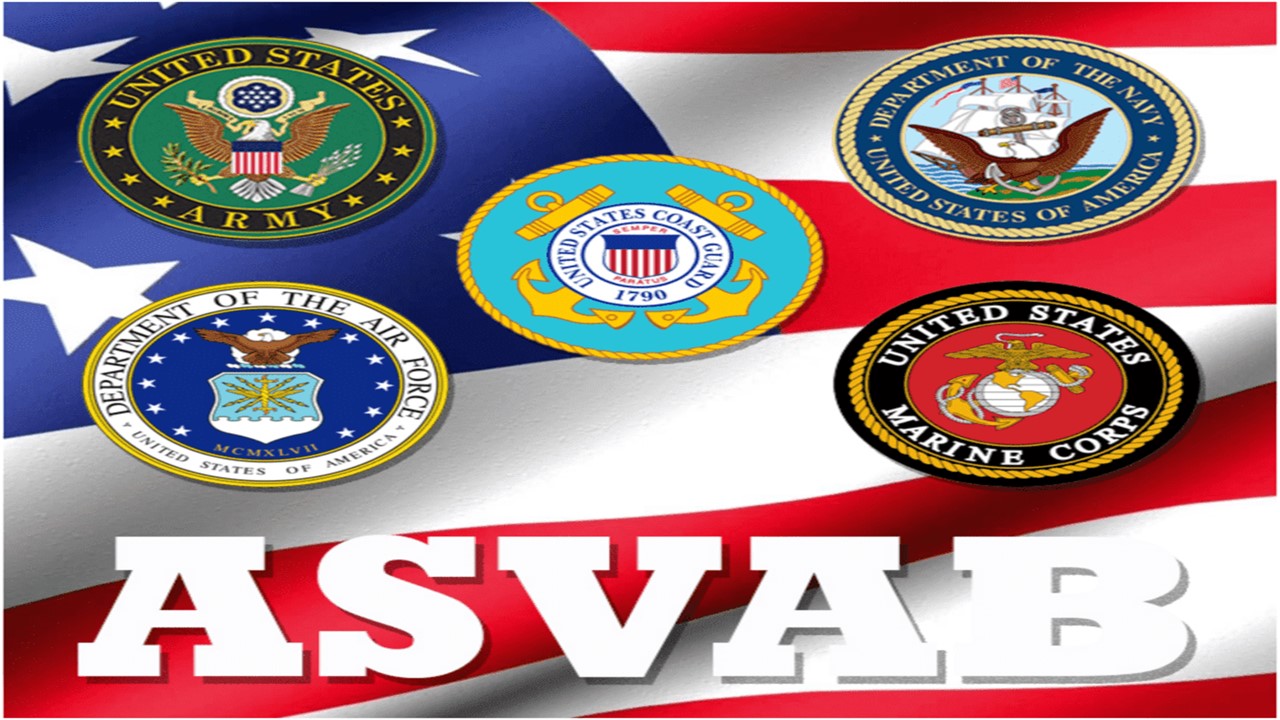 UNITED STATES
ARMY
DEPARTMENT OF THE NAVY
UNITED STATES OF AMERICA
UNITED STATES COAST GUARD
SEMPER
PARATUS
1790
DEPARTMENT OF THE AIR FORCE
MCMXLVII
UNITED STATES OF AMERICA
UNITED STATES
MARINE CORPS
ASVAB